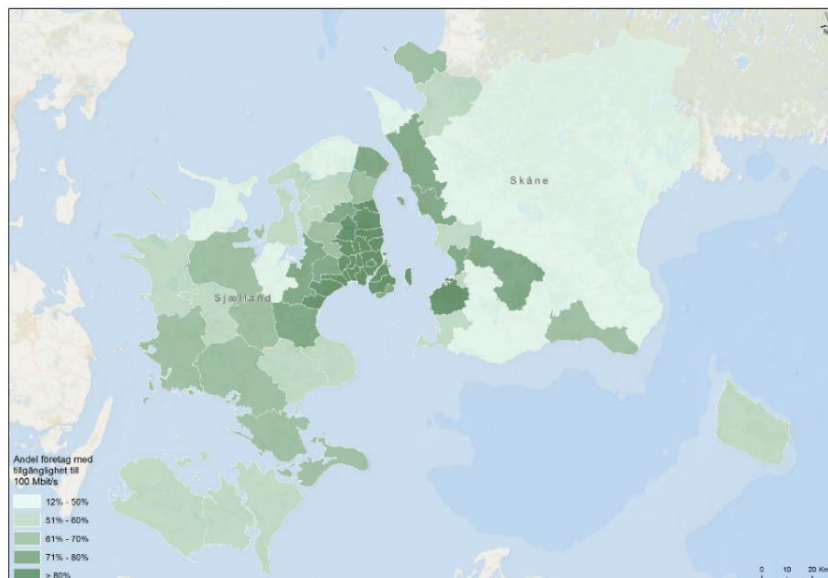 N
Skåne
Sjælland
Andel företag med
tillgänglighet till
100 Mbit/s
12% - 50%
51% - 60%
61% - 70%
71% - 80%
> 80%
0 10 20 Km